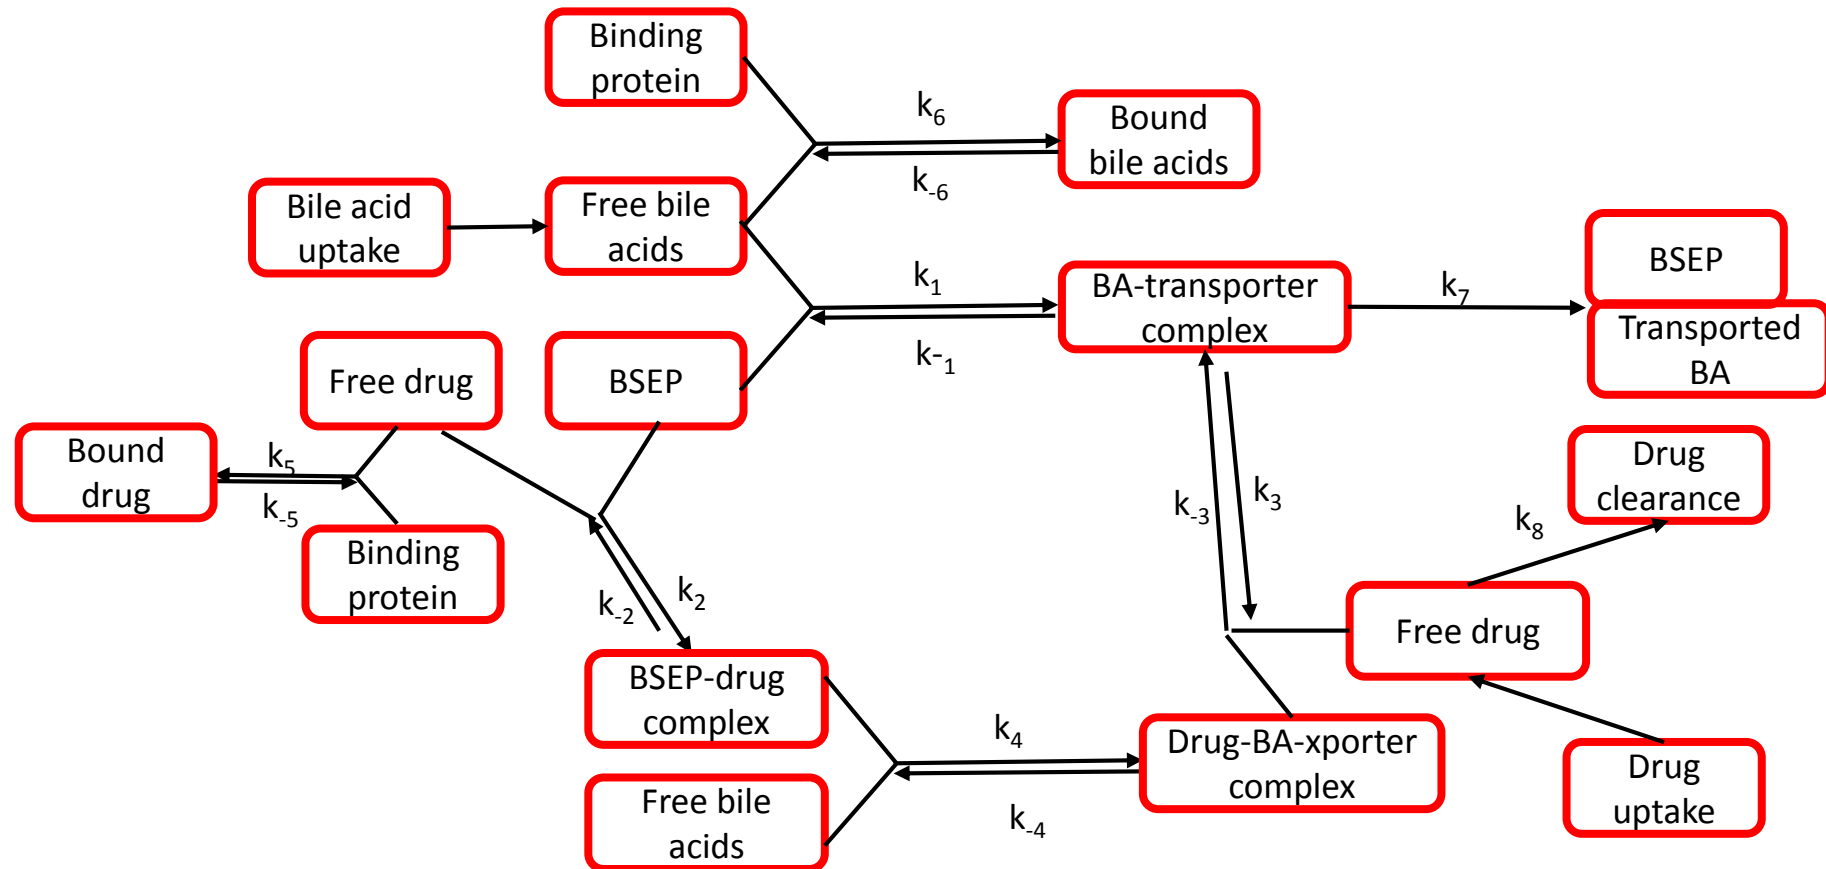 Binding
protein
k6
Bound
bile acids
k-6
Bile acid
uptake
Free bile
acids
k1
BA-transporter
complex
k-1
k7
BSEP
Transported
BA
Free drug
BSEP
Bound
drug
k5
k-5
Binding
protein
k-2
k2
k-3
k3
Drug
clearance
k8
Free drug
BSEP-drug
complex
k4
Drug-BA-xporter
complex
k-4
Free bile
acids
Drug
uptake